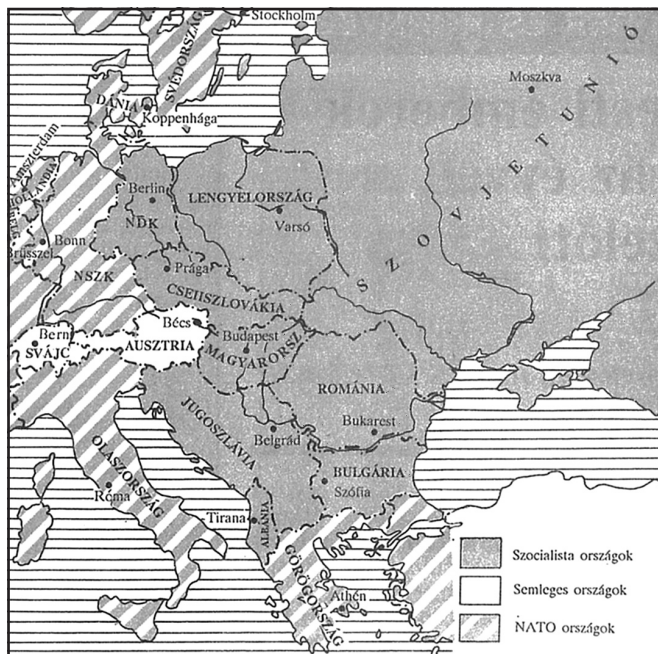 Stockholm
SVÉDORSZÁG
Moszkva
DÁNIA
Koppenhága
SZOVJETUNIÓ
Amszterdam
HOLLANDIA
Berlin
LENGYELORSZÁG
NDK
Varsó
Bonn
Brüsszel
NSZK
Prága
CSEHSZLOVÁKIA
Bécs
Bern
SVÁJC
AUSZTRIA
Budapest
MAGYARORSZ.
ROMÁNIA
JUGOSZLÁVIA
Belgrád
Bukarest
OLASZORSZÁG
BULGÁRIA
Róma
Szófia
Tirana
ALBÁNIA
GÖRÖGORSZÁG
Athén
Szocialista országok
Semleges országok
NATO országok